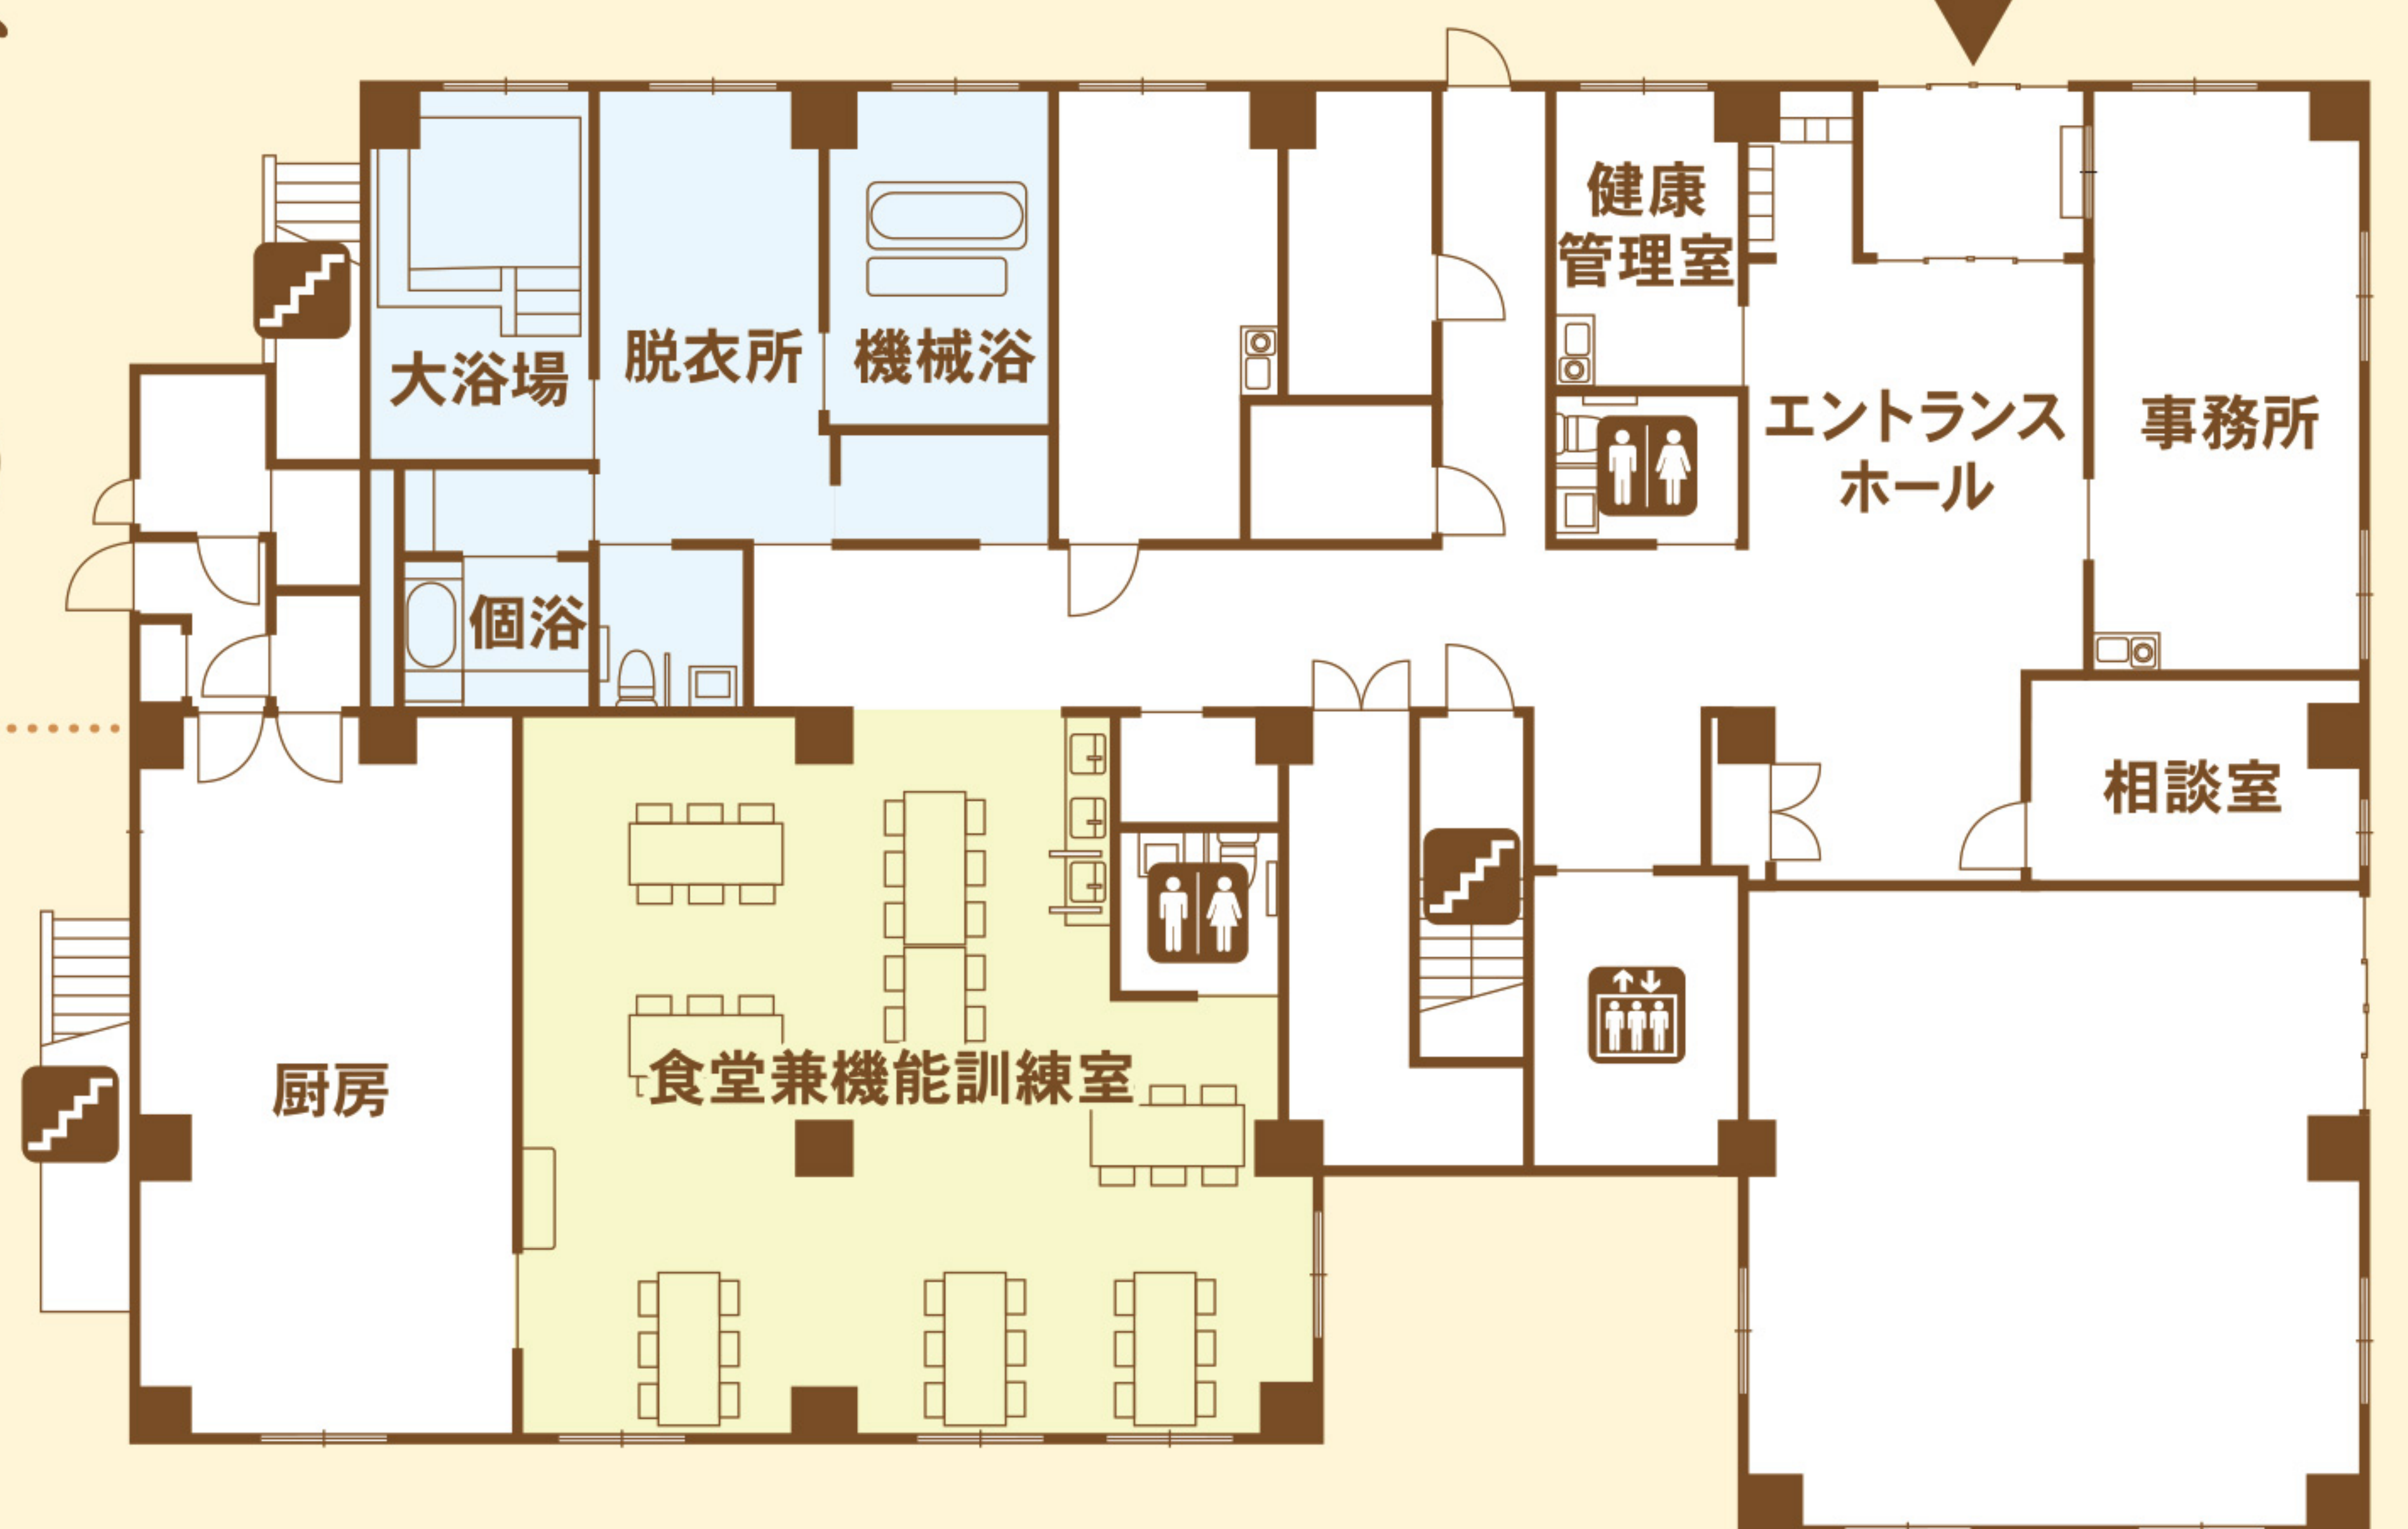 健康
管理室
大浴場
脱衣所
機械浴
エントランス
ホール
事務所
個浴
相談室
厨房
食堂兼機能訓練室